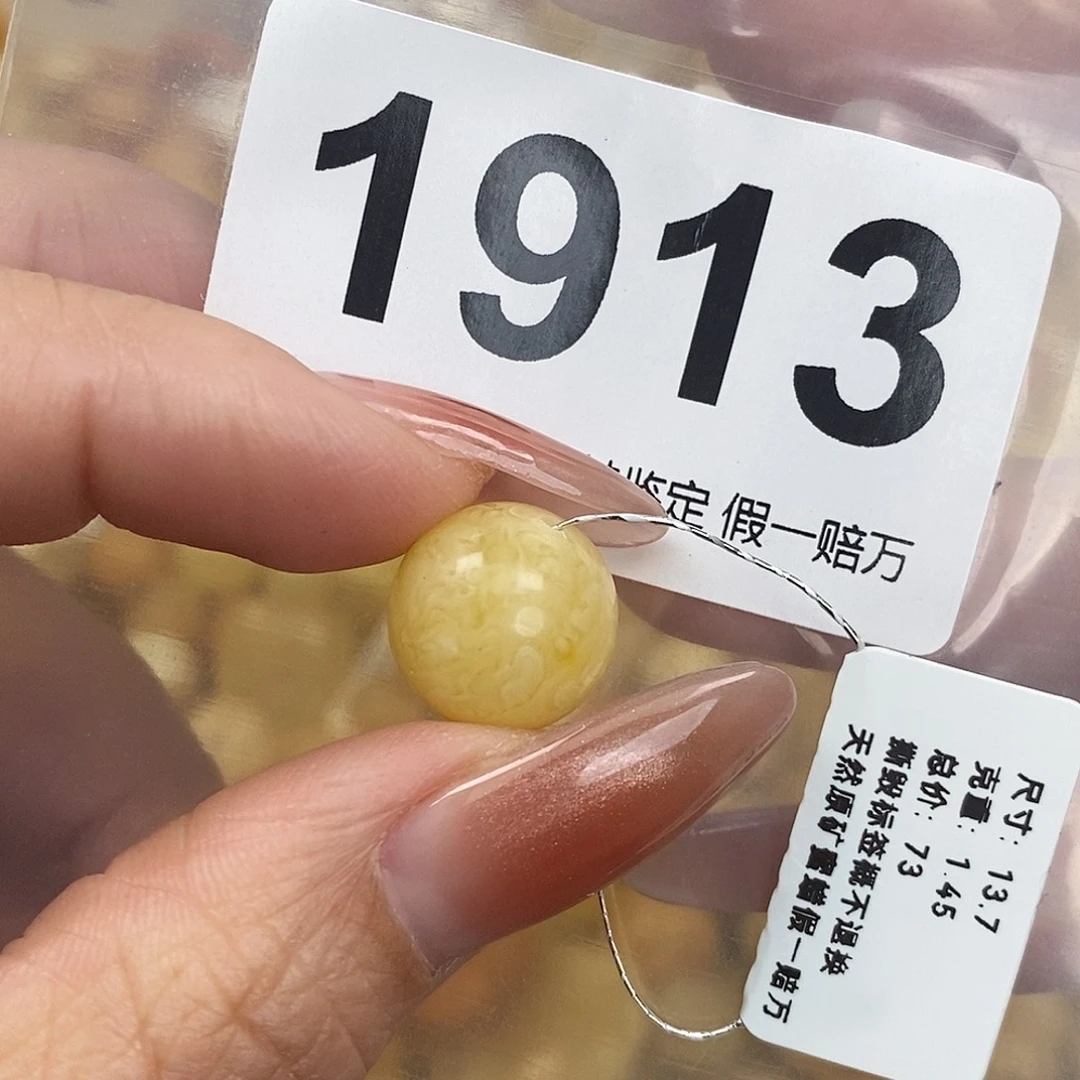 1913
鉴定 假一赔万
尺寸: 13.7
克重: 1.45
总价: 73
撕毁标签概不退换
天然原矿蜜蜡假一赔万